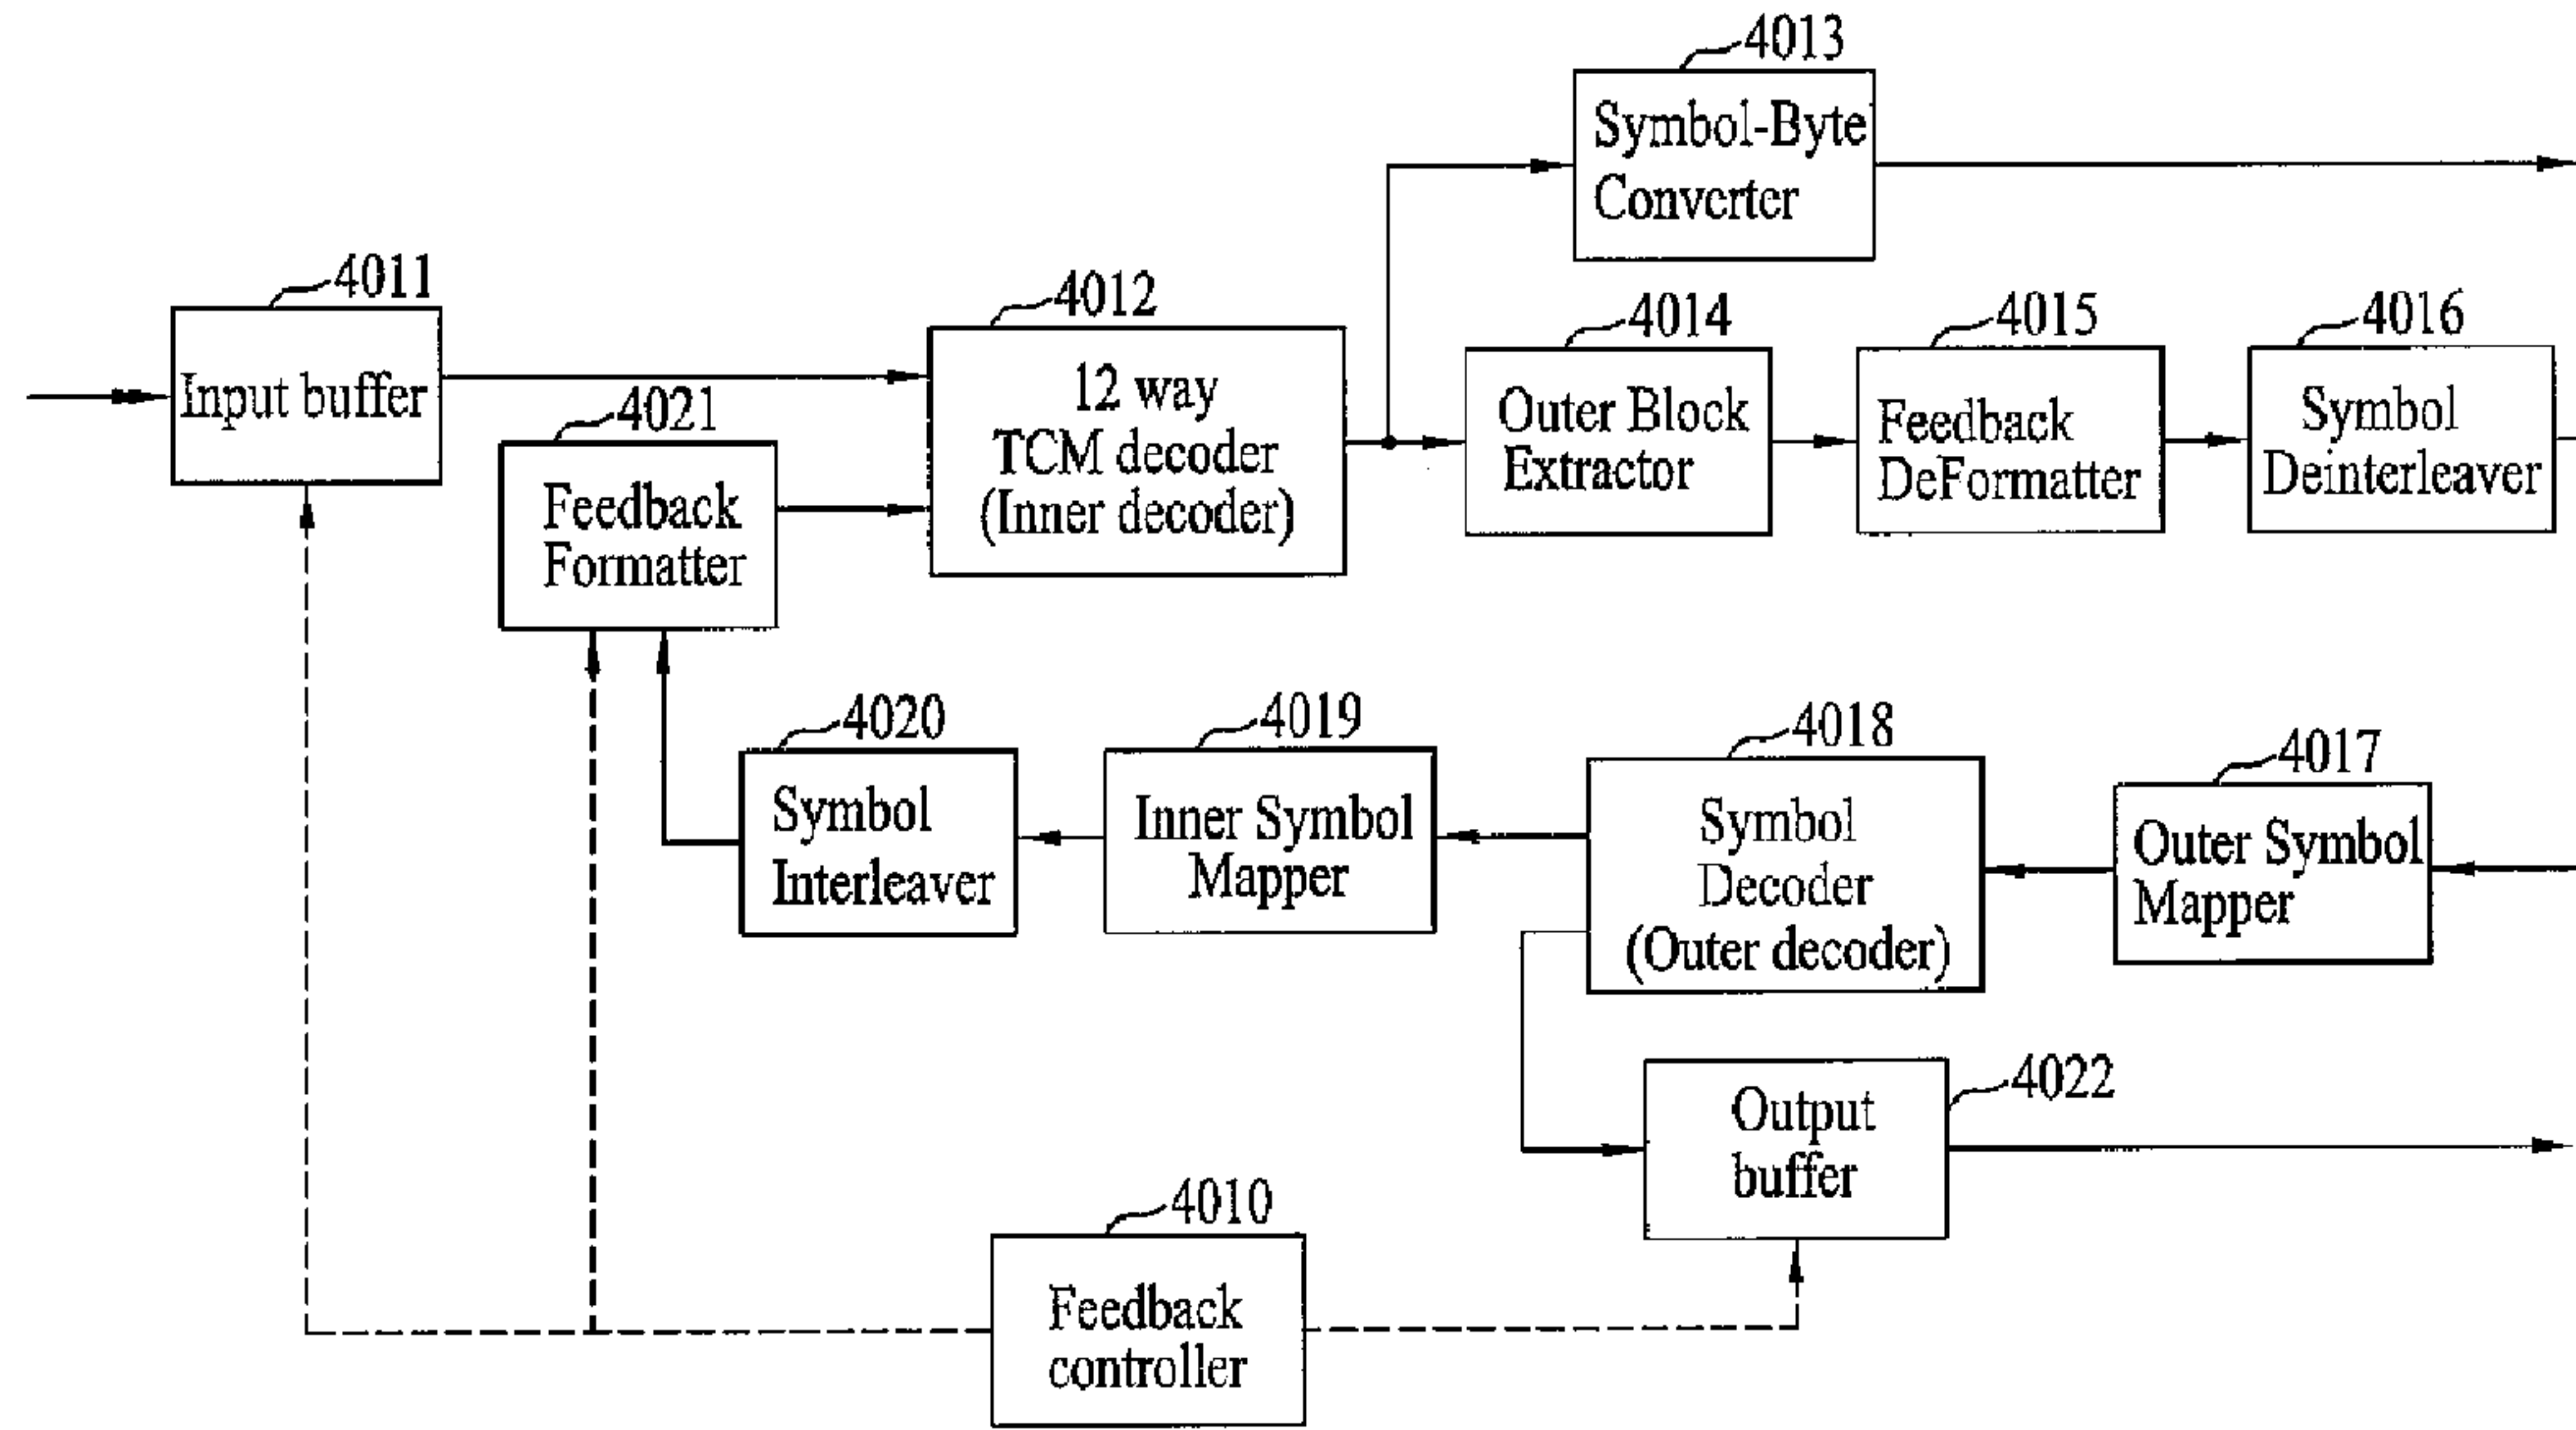 4013
Symbol-Byte
Converter
4011
Input buffer
4012
12 way
TCM decoder
(Inner decoder)
4014
Outer Block
Extractor
4015
Feedback
DeFormatter
4016
Symbol
Deinterleaver
4021
Feedback
Formatter
4020
Symbol
Interleaver
4019
Inner Symbol
Mapper
4018
Symbol
Decoder
(Outer decoder)
4017
Outer Symbol
Mapper
4022
Output
buffer
4010
Feedback
controller